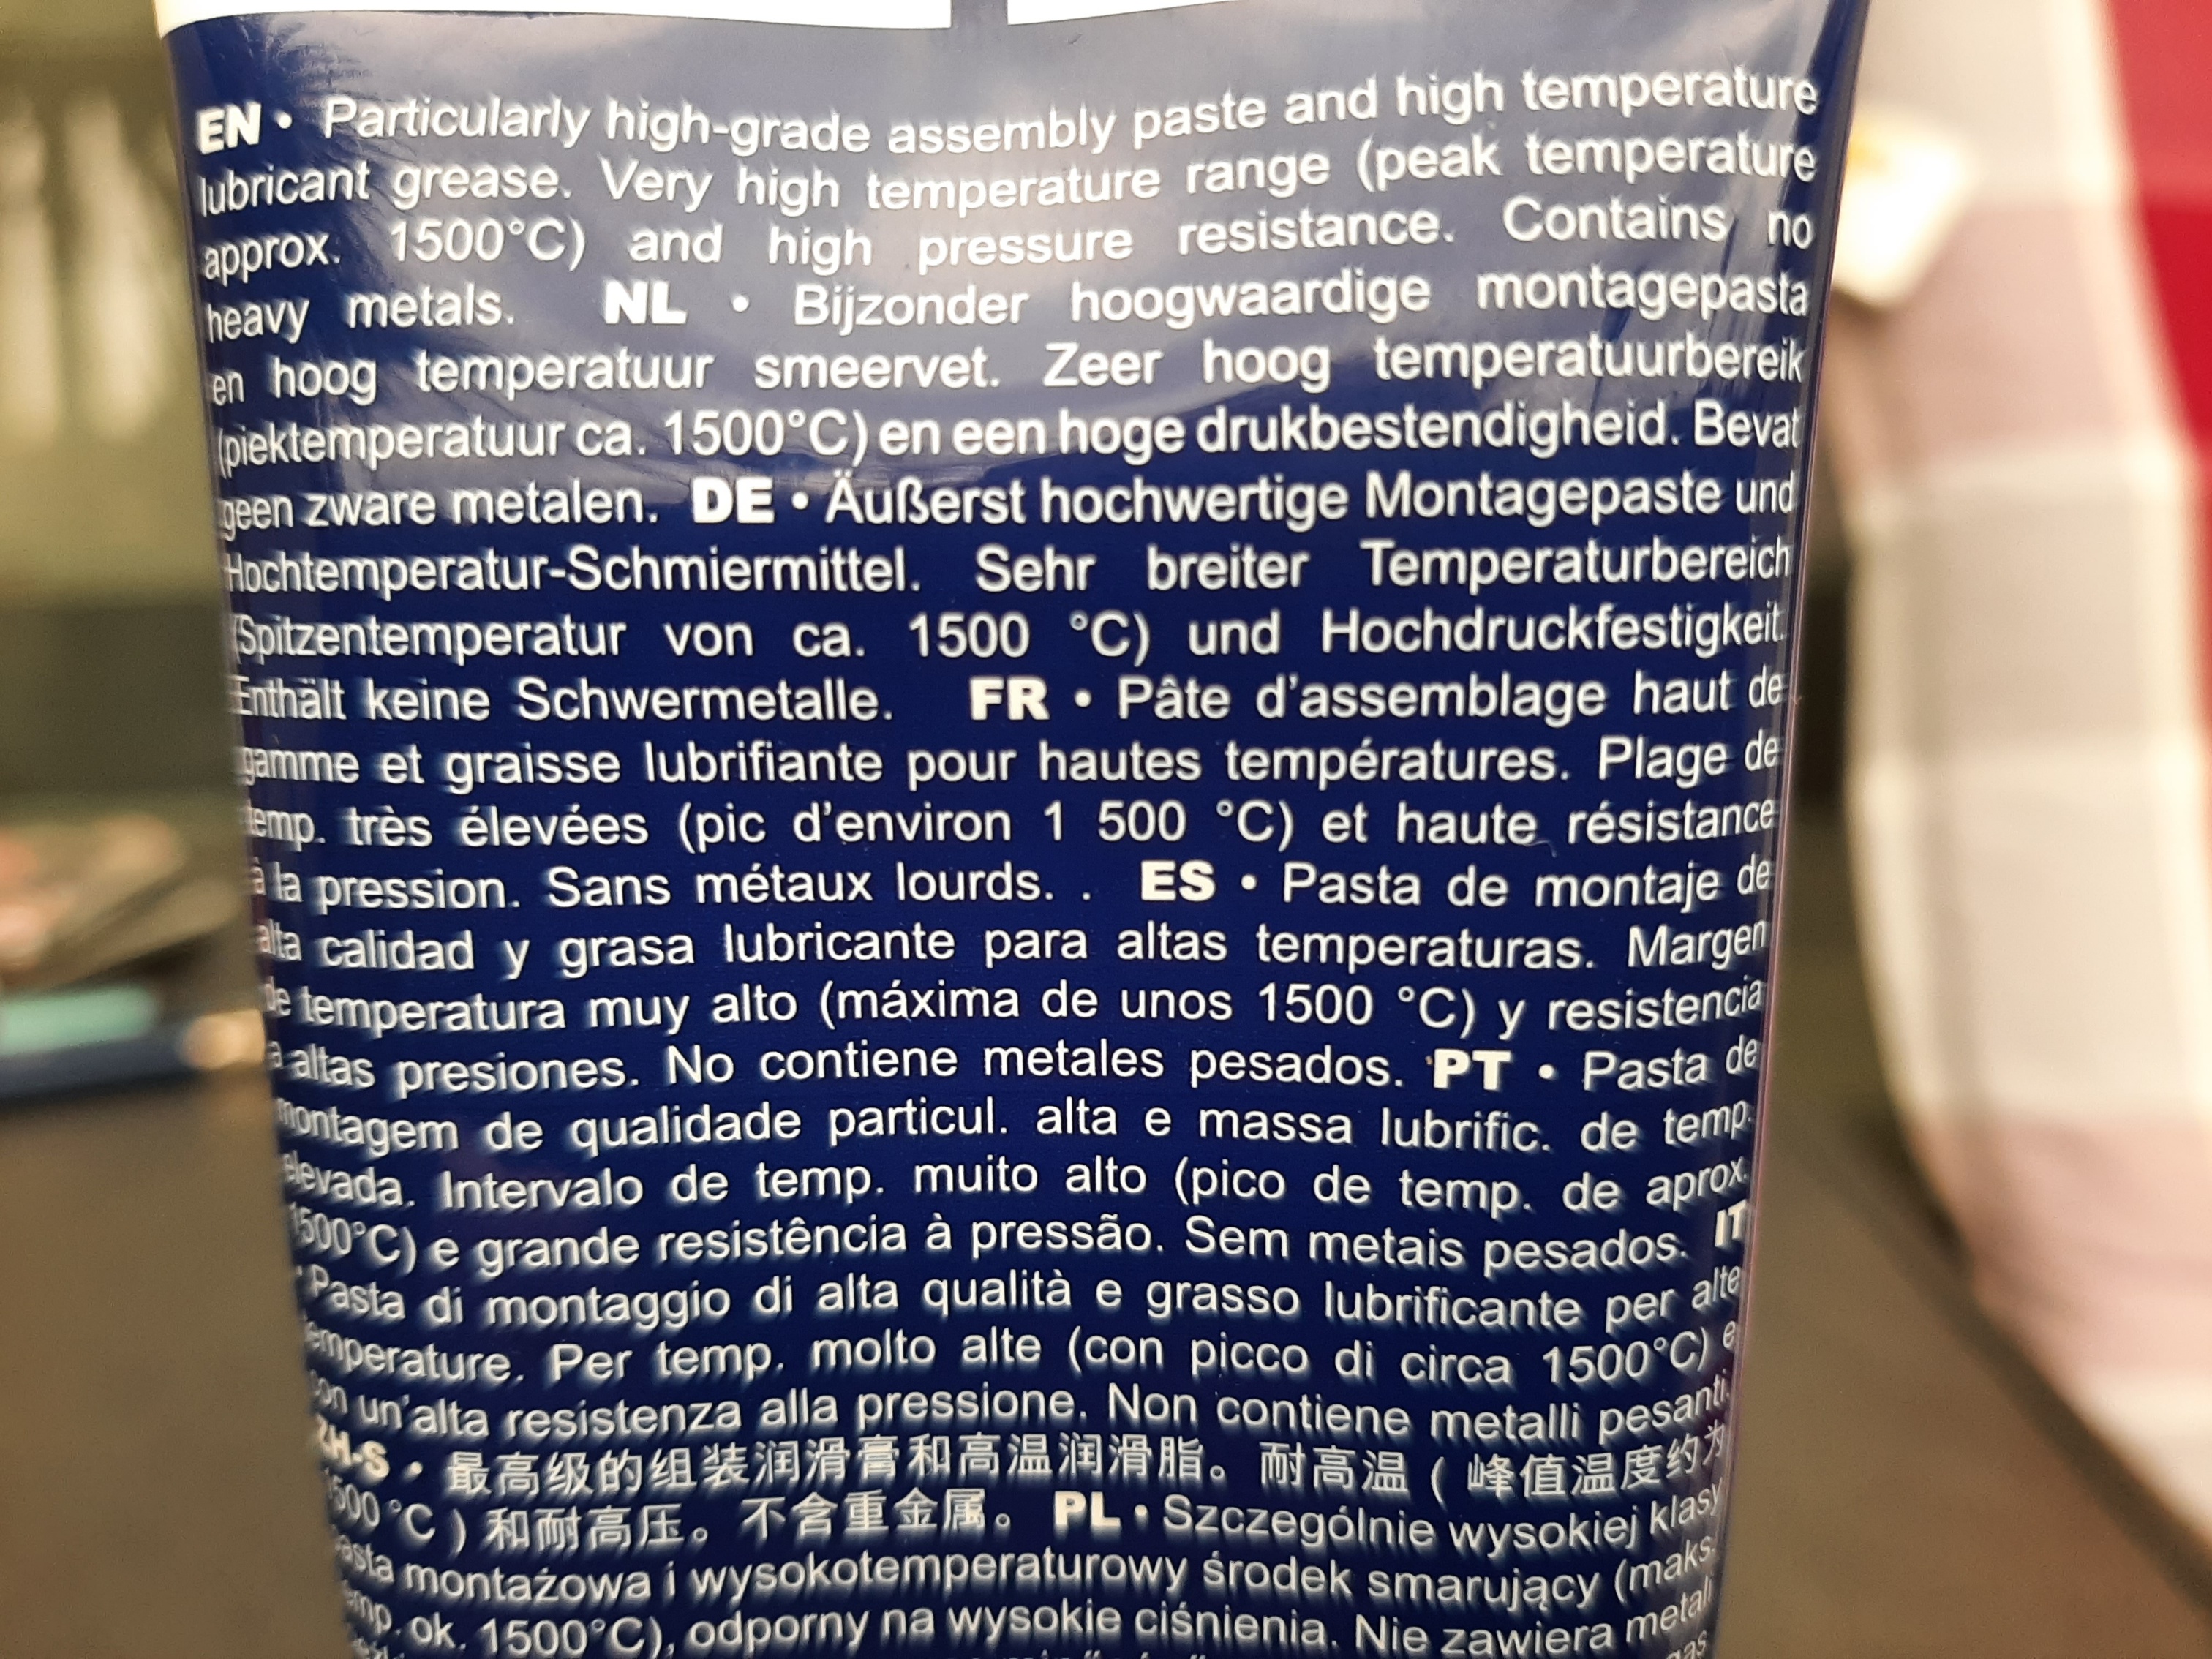 EN • Particularly high-grade assembly paste and high temperature
lubricant grease. Very high temperature range (peak temperature
approx. 1500°C) and high pressure resistance. Contains no
heavy metals. NL • Bijzonder hoogwaardige montagepasta
en hoog temperatuur smeervet. Zeer hoog temperatuurbereik
(piektemperatuur ca. 1500°C) en een hoge drukbestendigheid. Bevat
geen zware metalen. DE • Äußerst hochwertige Montagepaste und
Hochtemperatur-Schmiermittel. Sehr breiter Temperaturbereich
(Spitzentemperatur von ca. 1500 °C) und Hochdruckfestigkeit.
Enthält keine Schwermetalle. FR • Pâte d'assemblage haut de
gamme et graisse lubrifiante pour hautes températures. Plage de
temp. très élevées (pic d'environ 1 500 °C) et haute résistance
à la pression. Sans métaux lourds. . ES • Pasta de montaje de
alta calidad y grasa lubricante para altas temperaturas. Margen
de temperatura muy alto (máxima de unos 1500 °C) y resistencia
a altas presiones. No contiene metales pesados. PT • Pasta de
montagem de qualidade particul. alta e massa lubrific. de temp.
elevada. Intervalo de temp. muito alto (pico de temp. de aprox.
1500°C) e grande resistência à pressão. Sem metais pesados. IT
• Pasta di montaggio di alta qualità e grasso lubrificante per alte
temperature. Per temp. molto alte (con picco di circa 1500°C) e
con un'alta resistenza alla pressione. Non contiene metalli pesanti.
ZH-S • 最高级的组装润滑膏和高温润滑脂。耐高温 ( 峰值温度约为
1500 °C ) 和耐高压。不含重金属。 PL • Szczególnie wysokiej klasy
pasta montażowa i wysokotemperaturowy środek smarujący (maks.
temp. ok. 1500°C), odporny na wysokie ciśnienia. Nie zawiera metali